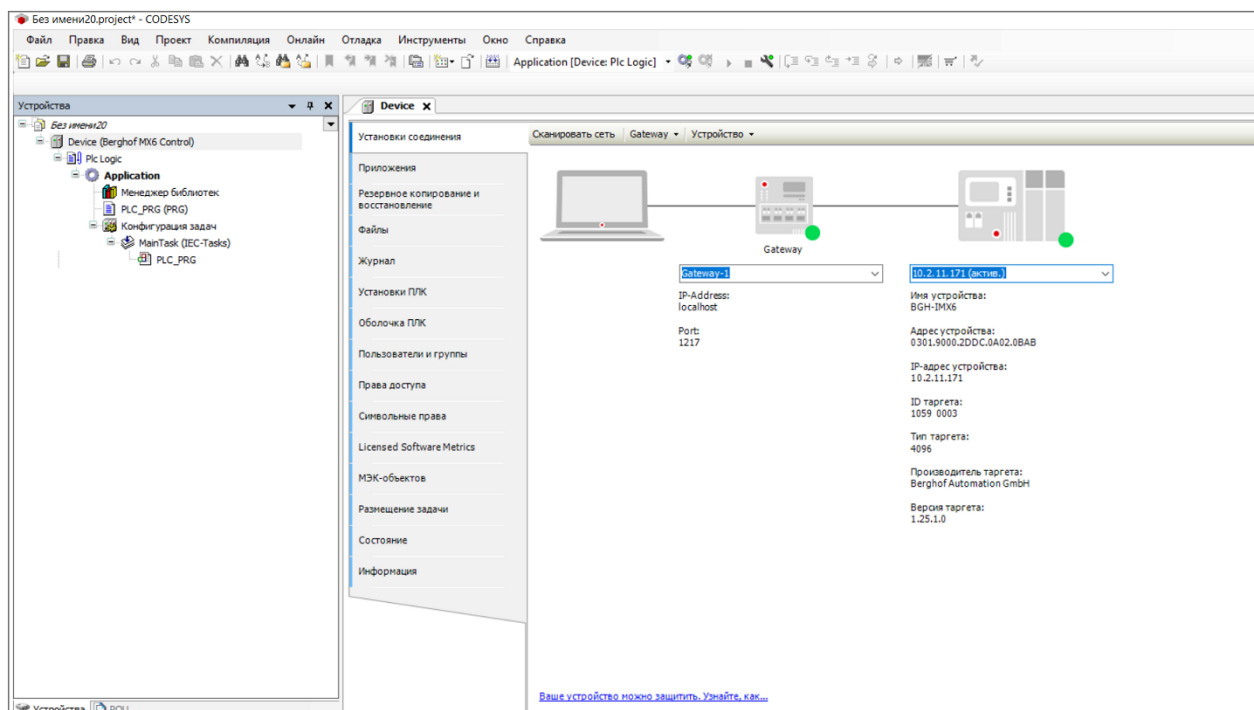 Без имени20.project* - CODESYS
Файл Правка Вид Проект Компиляция Онлайн Отладка Инструменты Окно Справка
Application [Device: Plc Logic]
Устройства
Без имени20
Device (Berghof MX6 Control)
Plc Logic
Application
Менеджер библиотек
PLC_PRG (PRG)
Конфигурация задач
MainTask (IEC-Tasks)
PLC_PRG
Device
Установки соединения
Приложения
Резервное копирование и
восстановление
Файлы
Журнал
Установки ПЛК
Оболочка ПЛК
Пользователи и группы
Права доступа
Символьные права
Licensed Software Metrics
МЭК-объектов
Размещение задачи
Состояние
Информация
Сканировать сеть Gateway Устройство
Gateway
Gateway-1
IP-Address:
localhost
Port:
1217
10.2.11.171 (актив.)
Имя устройства:
BGH-IMX6
Адрес устройства:
0301.9000.2DDC.0A02.0BAB
IP-адрес устройства:
10.2.11.171
ID таргета:
1059 0003
Тип таргета:
4096
Производитель таргета:
Berghof Automation GmbH
Версия таргета:
1.25.1.0
Ваше устройство можно защитить. Узнайте, как...
Устройства POU